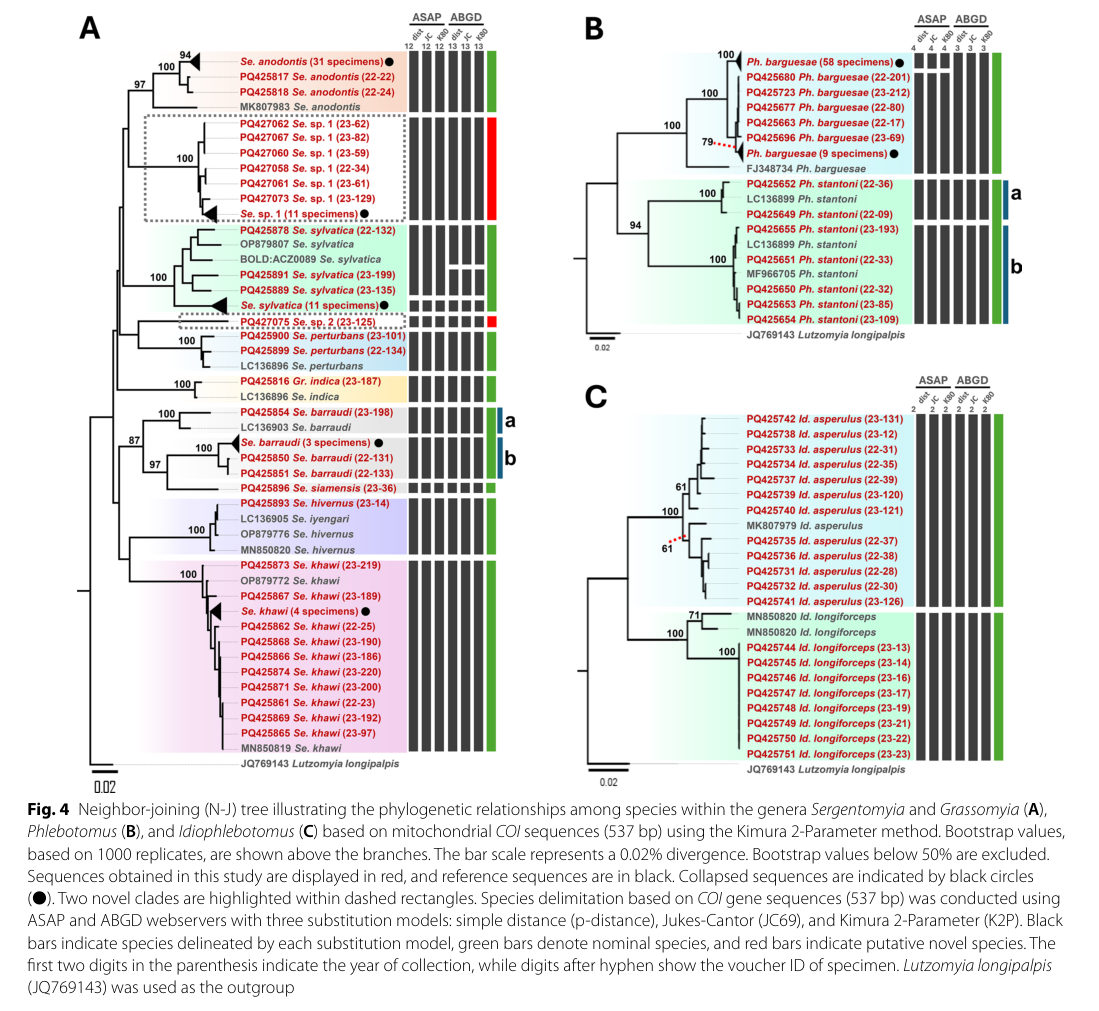 A
ASAP ABGD
dist JC K80 dist JC K80
12 12 12 13 13 13
94
Se. anodontis (31 specimens) ●
100
PQ425817 Se. anodontis (22-22)
97
PQ425818 Se. anodontis (22-24)
MK807983 Se. anodontis
PQ427062 Se. sp. 1 (23-62)
PQ427067 Se. sp. 1 (23-82)
100
PQ427060 Se. sp. 1 (23-59)
PQ427058 Se. sp. 1 (22-34)
PQ427061 Se. sp. 1 (23-61)
PQ427073 Se. sp. 1 (23-129)
Se. sp. 1 (11 specimens) ●
PQ425878 Se. sylvatica (22-132)
OP879807 Se. sylvatica
BOLD:ACZ0089 Se. sylvatica
100
PQ425891 Se. sylvatica (23-199)
PQ425889 Se. sylvatica (23-135)
Se. sylvatica (11 specimens) ●
PQ427075 Se. sp. 2 (23-125)
PQ425900 Se. perturbans (23-101)
100
PQ425899 Se. perturbans (22-134)
LC136896 Se. perturbans
100
PQ425816 Gr. indica (23-187)
LC136896 Se. indica
100
PQ425854 Se. barraudi (23-198)
a
LC136903 Se. barraudi
87
Se. barraudi (3 specimens) ●
100
PQ425850 Se. barraudi (22-131)
b
97
PQ425851 Se. barraudi (22-133)
PQ425896 Se. siamensis (23-36)
PQ425893 Se. hivernus (23-14)
LC136905 Se. iyengari
100
OP879776 Se. hivernus
MN850820 Se. hivernus
PQ425873 Se. khawi (23-219)
100
OP879772 Se. khawi
PQ425867 Se. khawi (23-189)
Se. khawi (4 specimens) ●
PQ425862 Se. khawi (22-25)
PQ425868 Se. khawi (23-190)
PQ425866 Se. khawi (23-186)
PQ425874 Se. khawi (23-220)
PQ425871 Se. khawi (23-200)
PQ425861 Se. khawi (22-23)
PQ425869 Se. khawi (23-192)
PQ425865 Se. khawi (23-97)
MN850819 Se. khawi
JQ769143 Lutzomyia longipalpis
0.02
B
ASAP ABGD
dist JC K80 dist JC K80
4 4 4 3 3 3
Ph. barguesae (58 specimens) ●
PQ425680 Ph. barguesae (22-201)
100
PQ425723 Ph. barguesae (23-212)
PQ425677 Ph. barguesae (22-80)
100
PQ425663 Ph. barguesae (22-17)
PQ425696 Ph. barguesae (23-69)
79
Ph. barguesae (9 specimens) ●
FJ348734 Ph. barguesae
PQ425652 Ph. stantoni (22-36)
100
LC136899 Ph. stantoni
a
PQ425649 Ph. stantoni (22-09)
94
PQ425655 Ph. stantoni (23-193)
LC136899 Ph. stantoni
100
PQ425651 Ph. stantoni (22-33)
b
MF966705 Ph. stantoni
PQ425650 Ph. stantoni (22-32)
PQ425653 Ph. stantoni (23-85)
PQ425654 Ph. stantoni (23-109)
JQ769143 Lutzomyia longipalpis
0.02
C
ASAP ABGD
dist JC K80 dist JC K80
2 2 2 2 2 2
PQ425742 Id. asperulus (23-131)
PQ425738 Id. asperulus (23-12)
PQ425733 Id. asperulus (22-31)
PQ425734 Id. asperulus (22-35)
PQ425737 Id. asperulus (22-39)
61
PQ425739 Id. asperulus (23-120)
PQ425740 Id. asperulus (23-121)
100
MK807979 Id. asperulus
PQ425735 Id. asperulus (22-37)
61
PQ425736 Id. asperulus (22-38)
PQ425731 Id. asperulus (22-28)
PQ425732 Id. asperulus (22-30)
PQ425741 Id. asperulus (23-126)
71
MN850820 Id. longiforceps
100
MN850820 Id. longiforceps
PQ425744 Id. longiforceps (23-13)
100
PQ425745 Id. longiforceps (23-14)
PQ425746 Id. longiforceps (23-16)
PQ425747 Id. longiforceps (23-17)
PQ425748 Id. longiforceps (23-19)
PQ425749 Id. longiforceps (23-21)
PQ425750 Id. longiforceps (23-22)
PQ425751 Id. longiforceps (23-23)
JQ769143 Lutzomyia longipalpis
0.02
Fig. 4 Neighbor-joining (N-J) tree illustrating the phylogenetic relationships among species within the genera Sergentomyia and Grassomyia (A),
Phlebotomus (B), and Idiophlebotomus (C) based on mitochondrial COI sequences (537 bp) using the Kimura 2-Parameter method. Bootstrap values,
based on 1000 replicates, are shown above the branches. The bar scale represents a 0.02% divergence. Bootstrap values below 50% are excluded.
Sequences obtained in this study are displayed in red, and reference sequences are in black. Collapsed sequences are indicated by black circles
(●). Two novel clades are highlighted within dashed rectangles. Species delimitation based on COI gene sequences (537 bp) was conducted using
ASAP and ABGD webservers with three substitution models: simple distance (p-distance), Jukes-Cantor (JC69), and Kimura 2-Parameter (K2P). Black
bars indicate species delineated by each substitution model, green bars denote nominal species, and red bars indicate putative novel species. The
first two digits in the parenthesis indicate the year of collection, while digits after hyphen show the voucher ID of specimen. Lutzomyia longipalpis
(JQ769143) was used as the outgroup